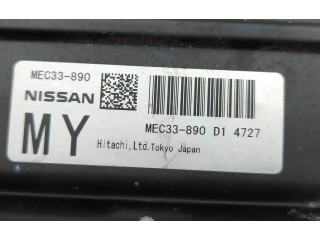 MEC33-890
NISSAN
MY
MEC33-890 D1 4727
Hitachi,Ltd.Tokyo Japan